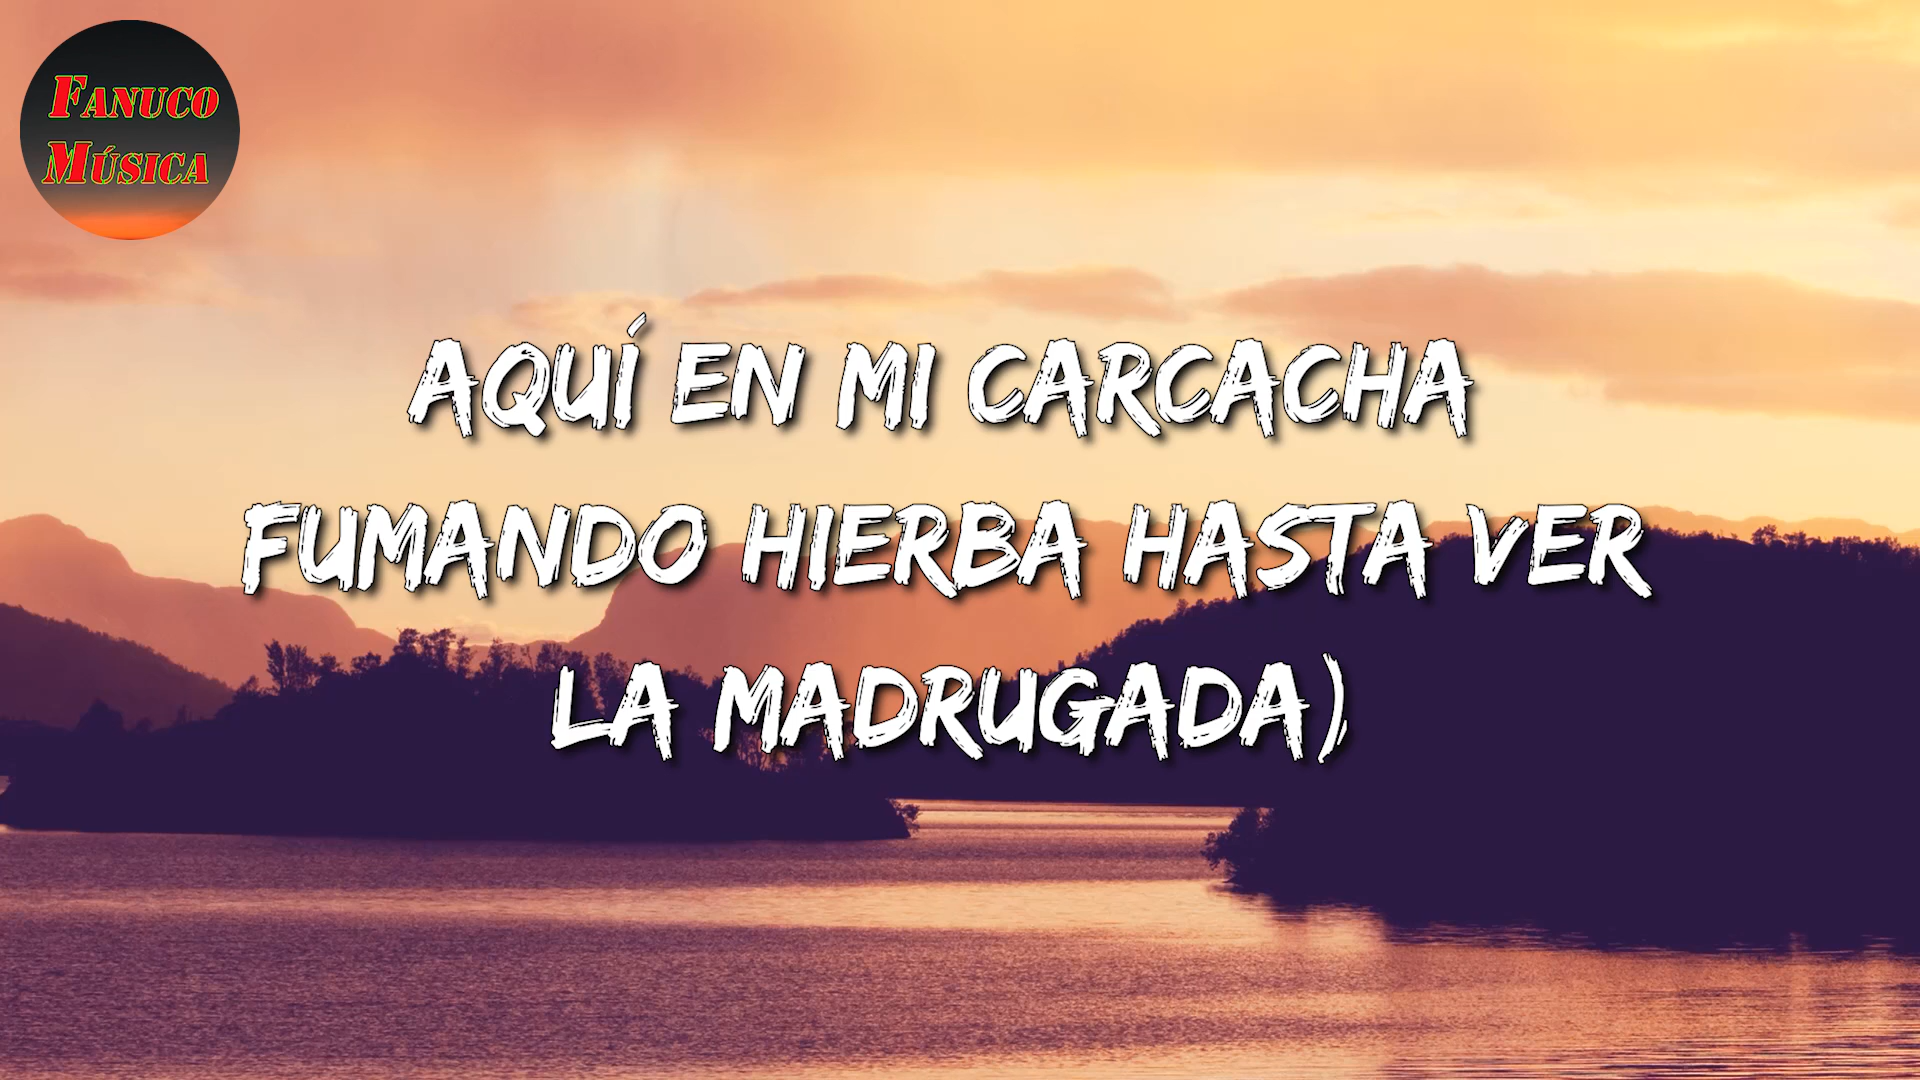 FANUCO
MÚSICA
AQUÍ EN MI CARCACHA
FUMANDO HIERBA HASTA VER
LA MADRUGADA)